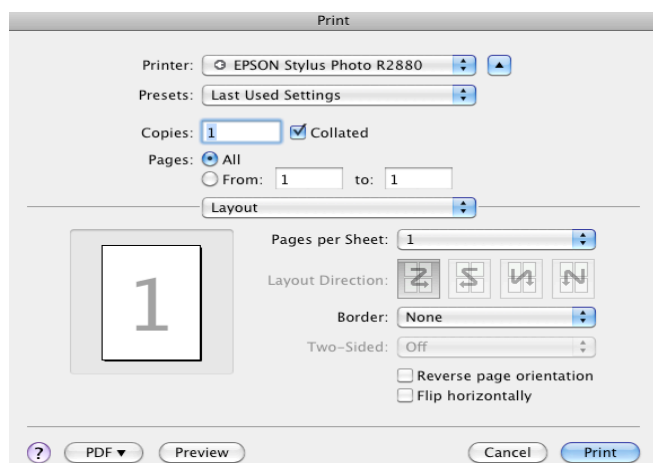 Print
Printer: EPSON Stylus Photo R2880
Presets: Last Used Settings
Copies: 1 Collated
Pages: All
From: 1 to: 1
Layout
Pages per Sheet: 1
Layout Direction:
Border: None
Two-Sided: Off
Reverse page orientation
Flip horizontally
1
? PDF ▼ Preview Cancel Print